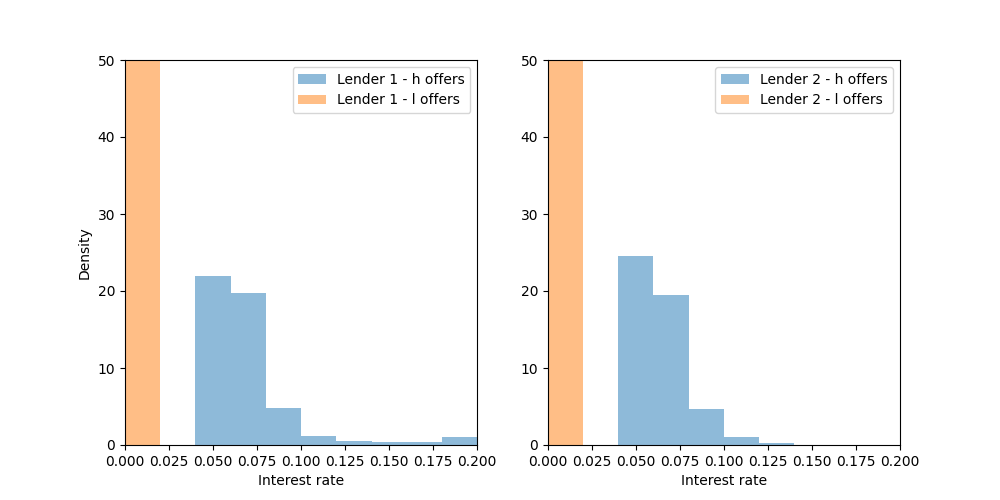 50
40
30
20
10
0
Density
Lender 1 - h offers
Lender 1 - l offers
0.000 0.025 0.050 0.075 0.100 0.125 0.150 0.175 0.200
Interest rate
50
40
30
20
10
0
Lender 2 - h offers
Lender 2 - l offers
0.000 0.025 0.050 0.075 0.100 0.125 0.150 0.175 0.200
Interest rate